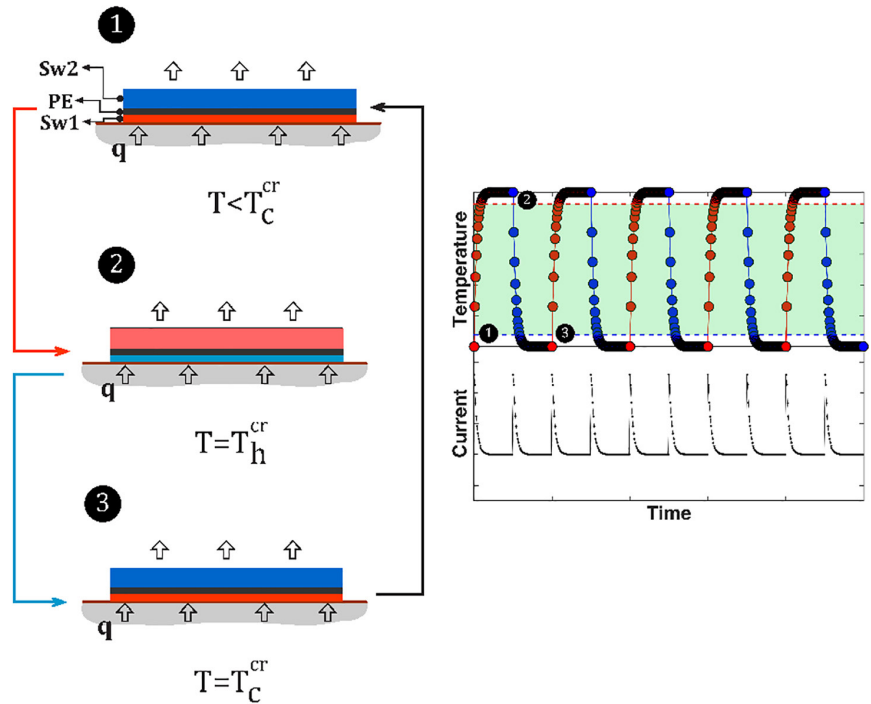 1
Sw2
PE
Sw1
q
T<T_c^cr
2
q
T=T_h^cr
3
q
T=T_c^cr
Temperature
2
1
3
Current
Time